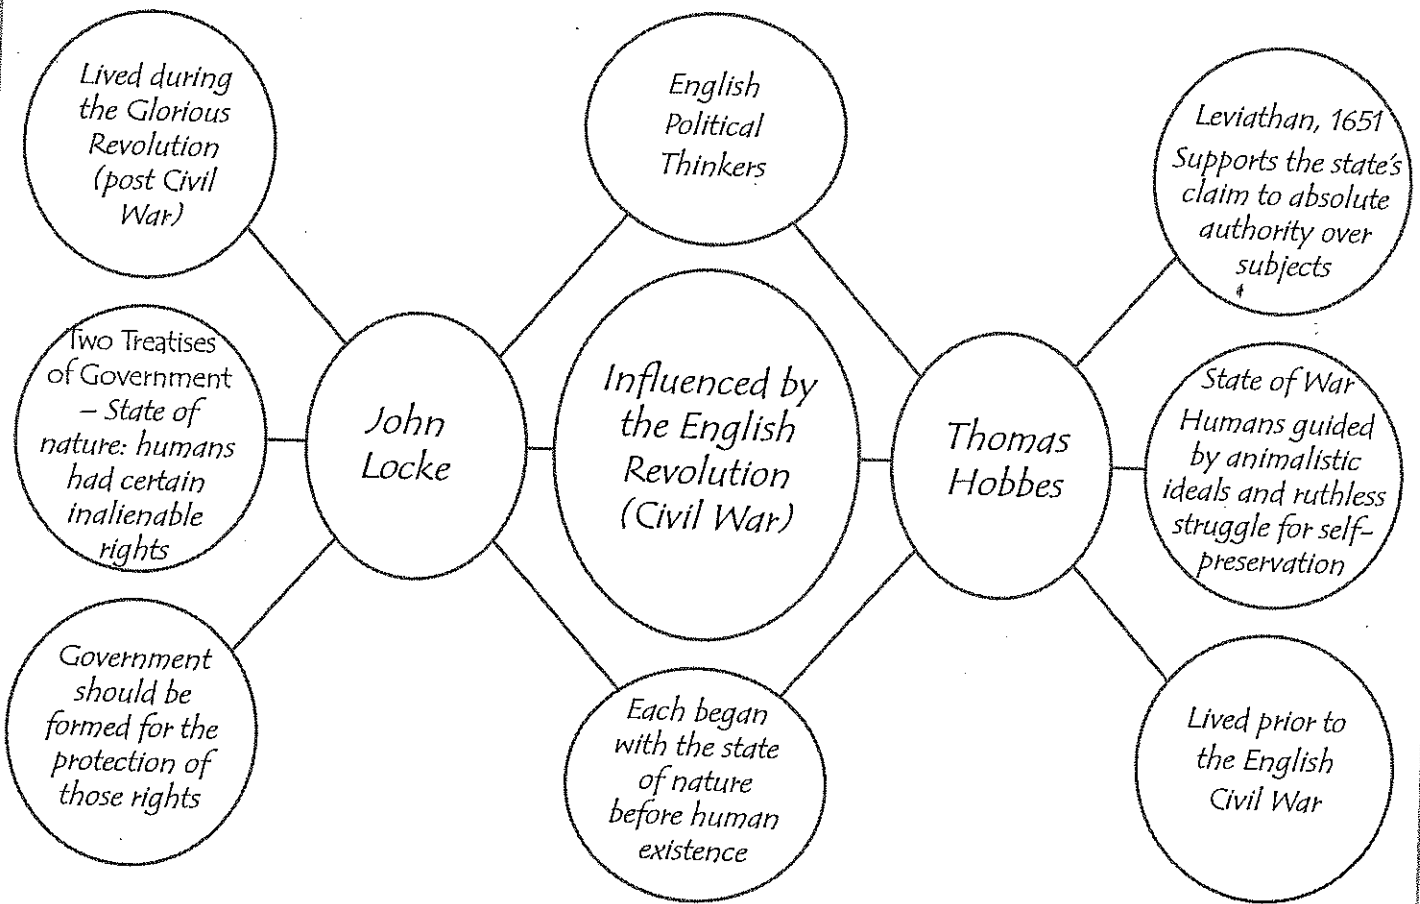 Lived during
the Glorious
Revolution
(post Civil
War)
Two Treatises
of Government
– State of
nature: humans
had certain
inalienable
rights
Government
should be
formed for the
protection of
those rights
John
Locke
English
Political
Thinkers
Influenced by
the English
Revolution
(Civil War)
Each began
with the state
of nature
before human
existence
Thomas
Hobbes
Leviathan, 1651
Supports the state's
claim to absolute
authority over
subjects
State of War
Humans guided
by animalistic
ideals and ruthless
struggle for self-
preservation
Lived prior to
the English
Civil War